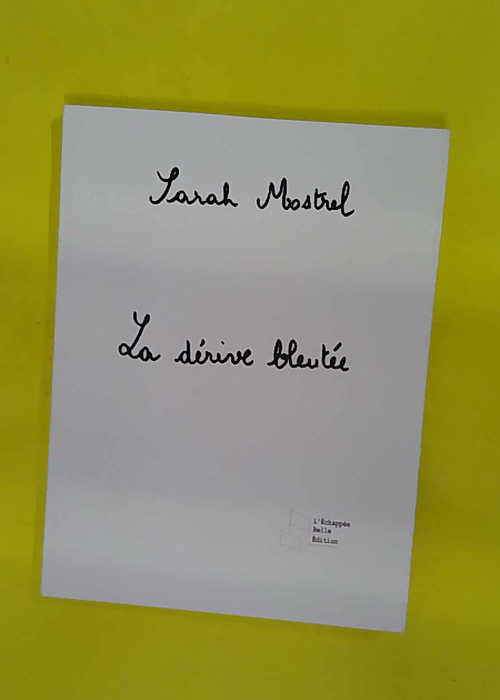 Sarah Mostrel
La dérive bleutée
L'Échappée
Belle
Édition